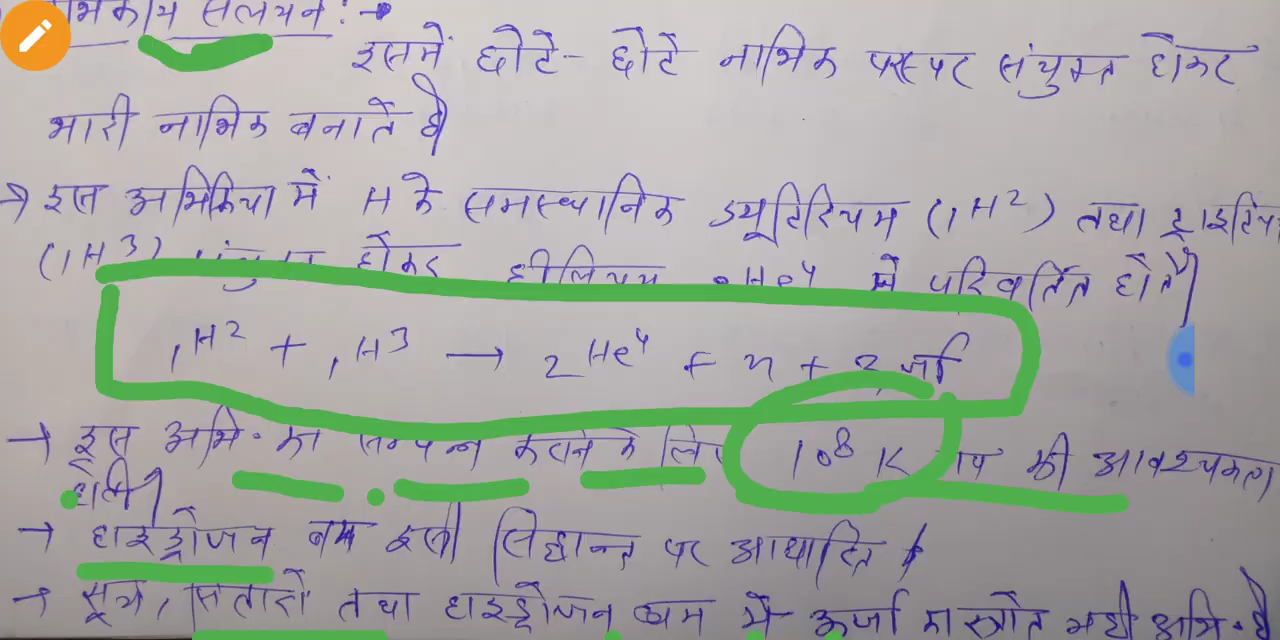 नाभिकीय संलयन :→
इसमें छोटे- छोटे नाभिक परस्पर संयुक्त होकर
भारी नाभिक बनाते है।
→ इस अभिक्रिया में H के समस्थानिक ड्यूटिरियम (₁H²) तथा ट्राइटियम
(₁H³) संयुक्त होकर हीलियम ₂He⁴ में परिवर्तित होते।
₁H² + ₁H³ → ₂He⁴ + n + ऊर्जा
→ इस अभि॰ को सम्पन्न कराने के लिए 10⁸ K ताप की आवश्यकता
होती।
→ हाइड्रोजन बम इसी सिद्धान्त पर आधारित
→ सूर्य, सितारों तथा हाइड्रोजन बम में ऊर्जा का स्त्रोत यही अभि॰ है